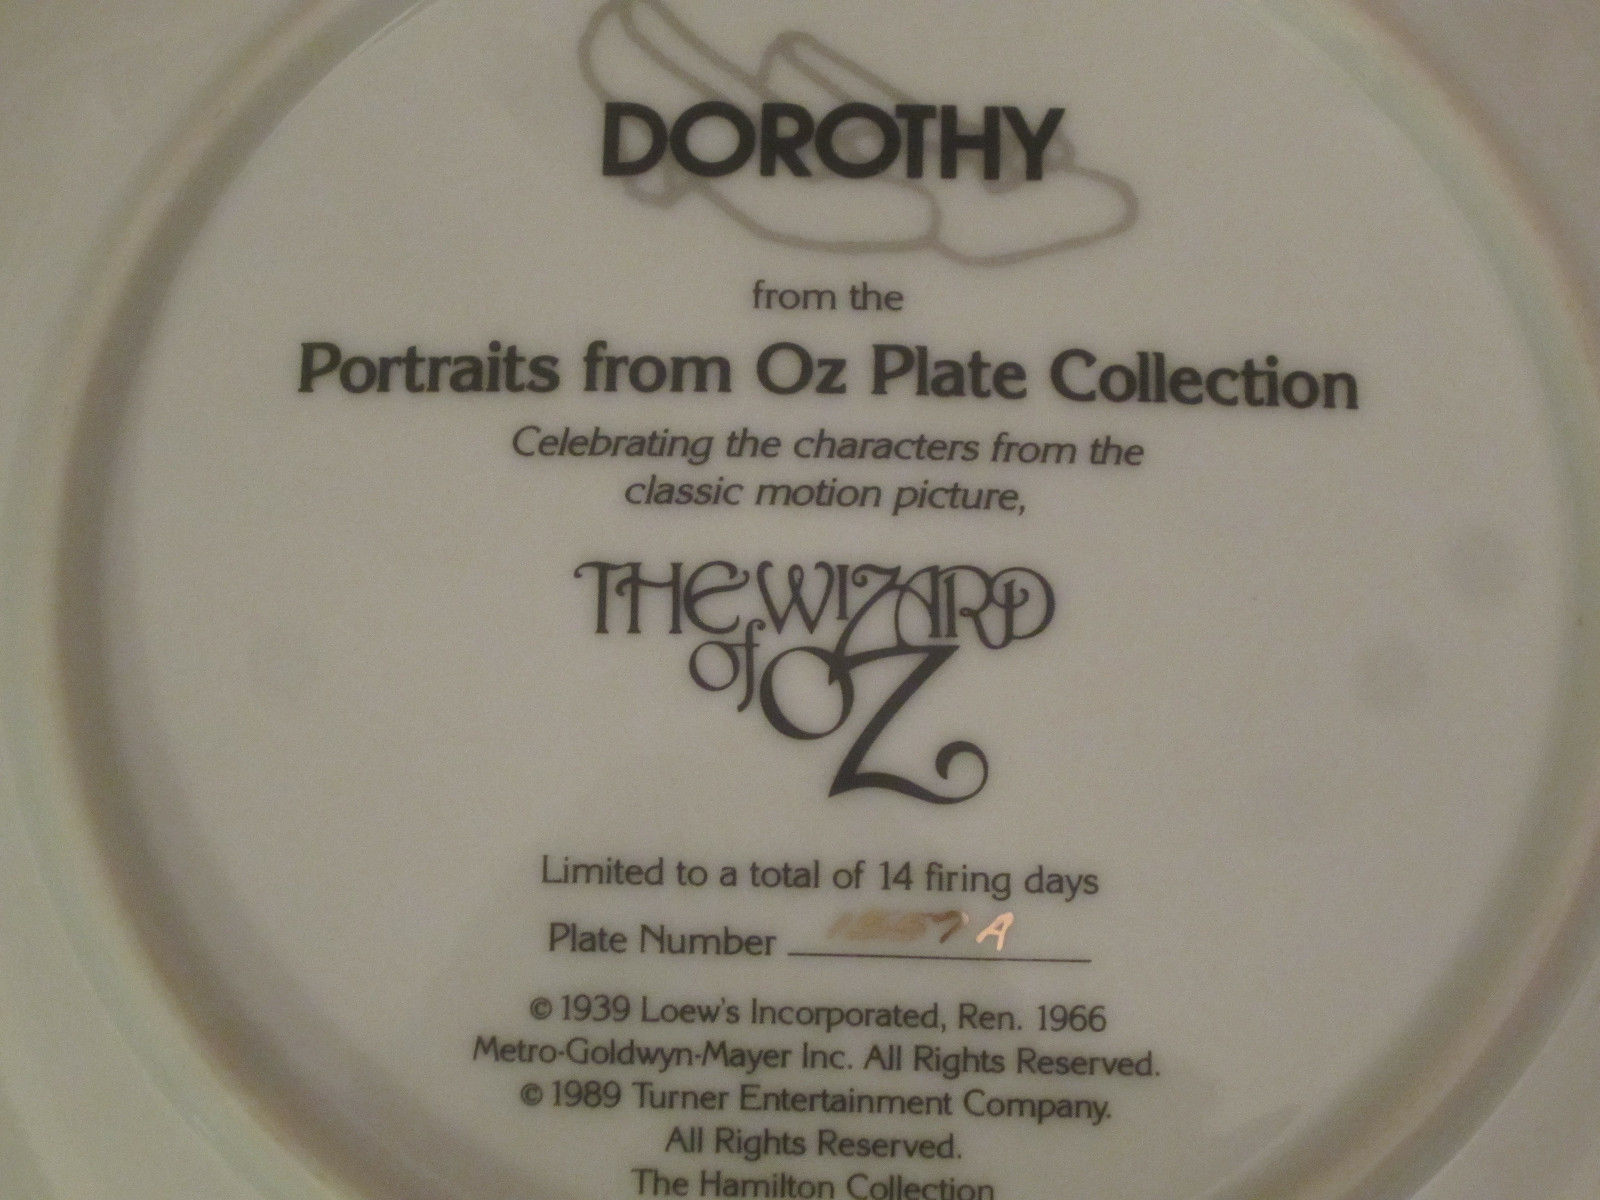 DOROTHY
from the
Portraits from Oz Plate Collection
Celebrating the characters from the
classic motion picture,
THE WIZARD
of OZ
Limited to a total of 14 firing days
Plate Number 1557 A
© 1939 Loew's Incorporated, Ren. 1966
Metro-Goldwyn-Mayer Inc. All Rights Reserved.
© 1989 Turner Entertainment Company.
All Rights Reserved.
The Hamilton Collection